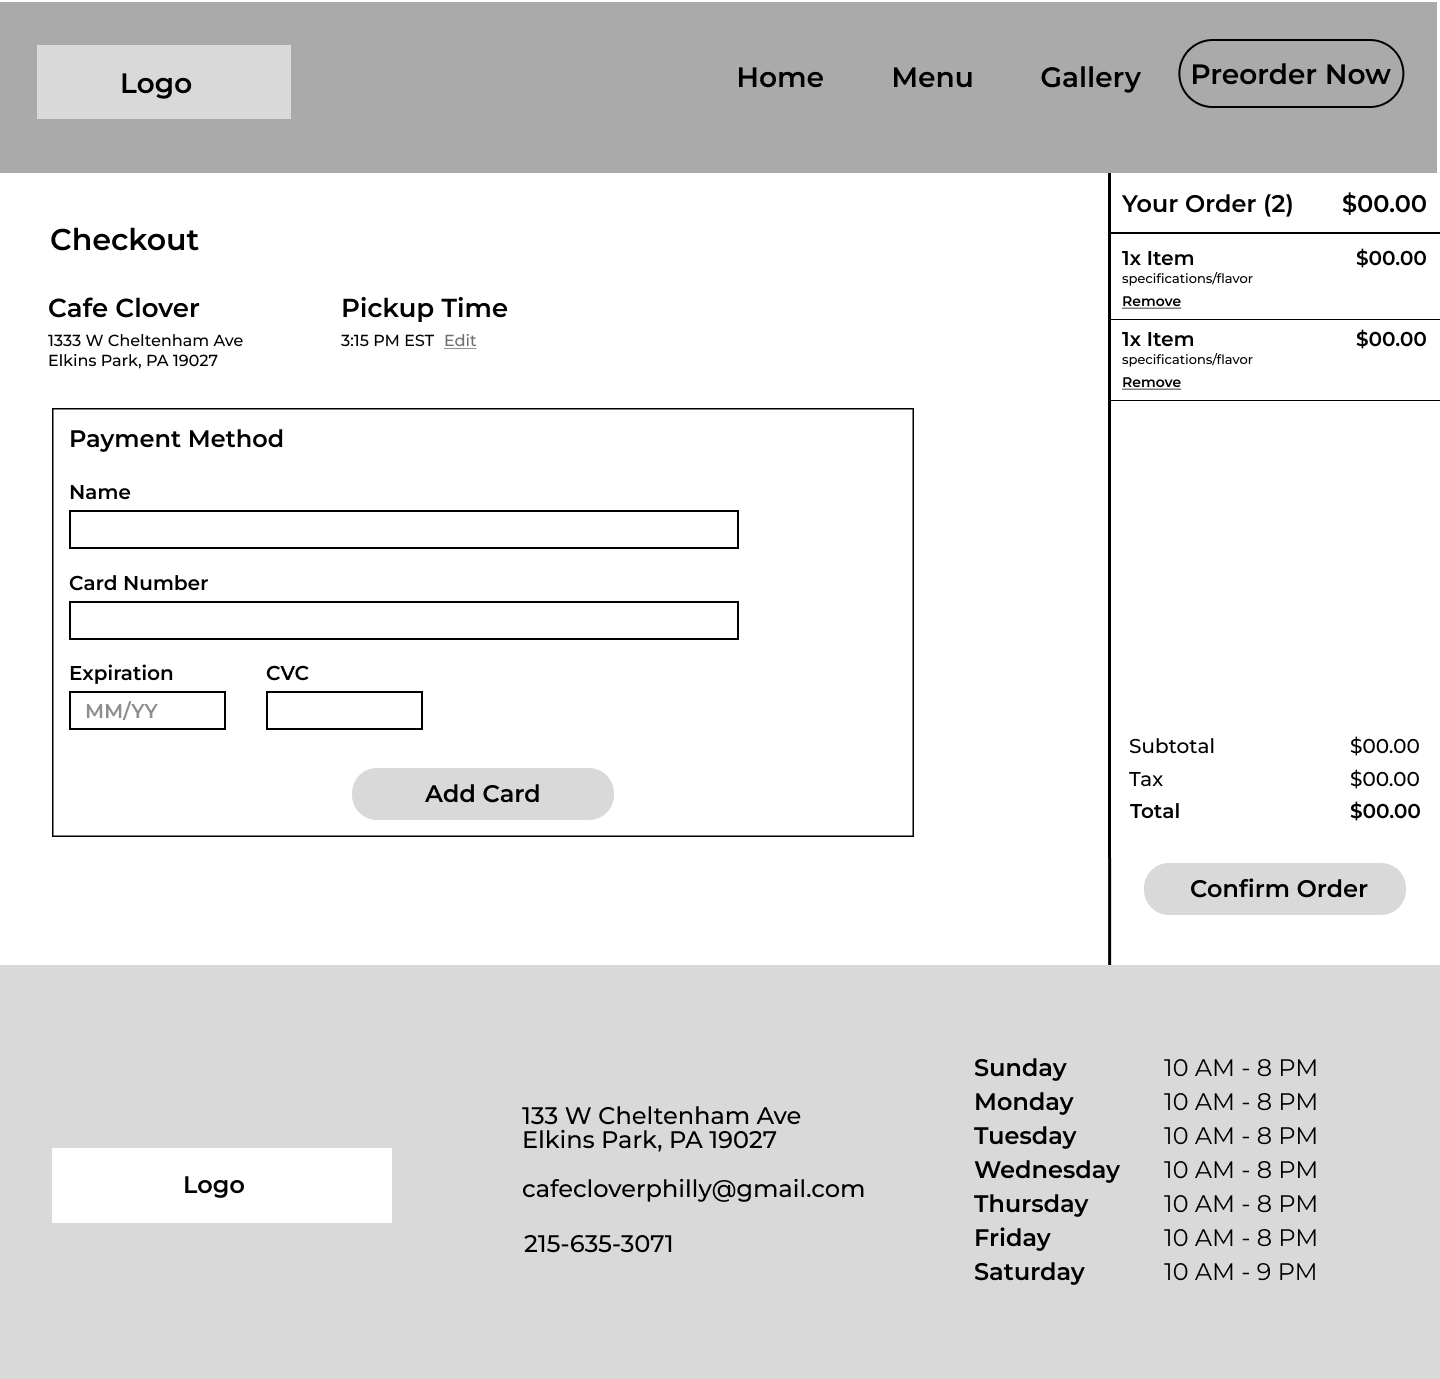 Logo
Home Menu Gallery Preorder Now
Checkout
Cafe Clover
1333 W Cheltenham Ave
Elkins Park, PA 19027
Pickup Time
3:15 PM EST Edit
Payment Method
Name
Card Number
Expiration
MM/YY
CVC
Add Card
Your Order (2) $00.00
1x Item $00.00
specifications/flavor
Remove
1x Item $00.00
specifications/flavor
Remove
Subtotal $00.00
Tax $00.00
Total $00.00
Confirm Order
Logo
133 W Cheltenham Ave
Elkins Park, PA 19027
cafecloverphilly@gmail.com
215-635-3071
Sunday 10 AM - 8 PM
Monday 10 AM - 8 PM
Tuesday 10 AM - 8 PM
Wednesday 10 AM - 8 PM
Thursday 10 AM - 8 PM
Friday 10 AM - 8 PM
Saturday 10 AM - 9 PM